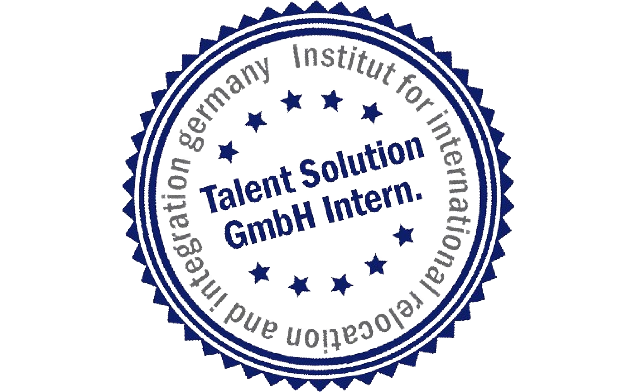 Institut for international relocation and integration germany
Talent Solution
GmbH Intern.